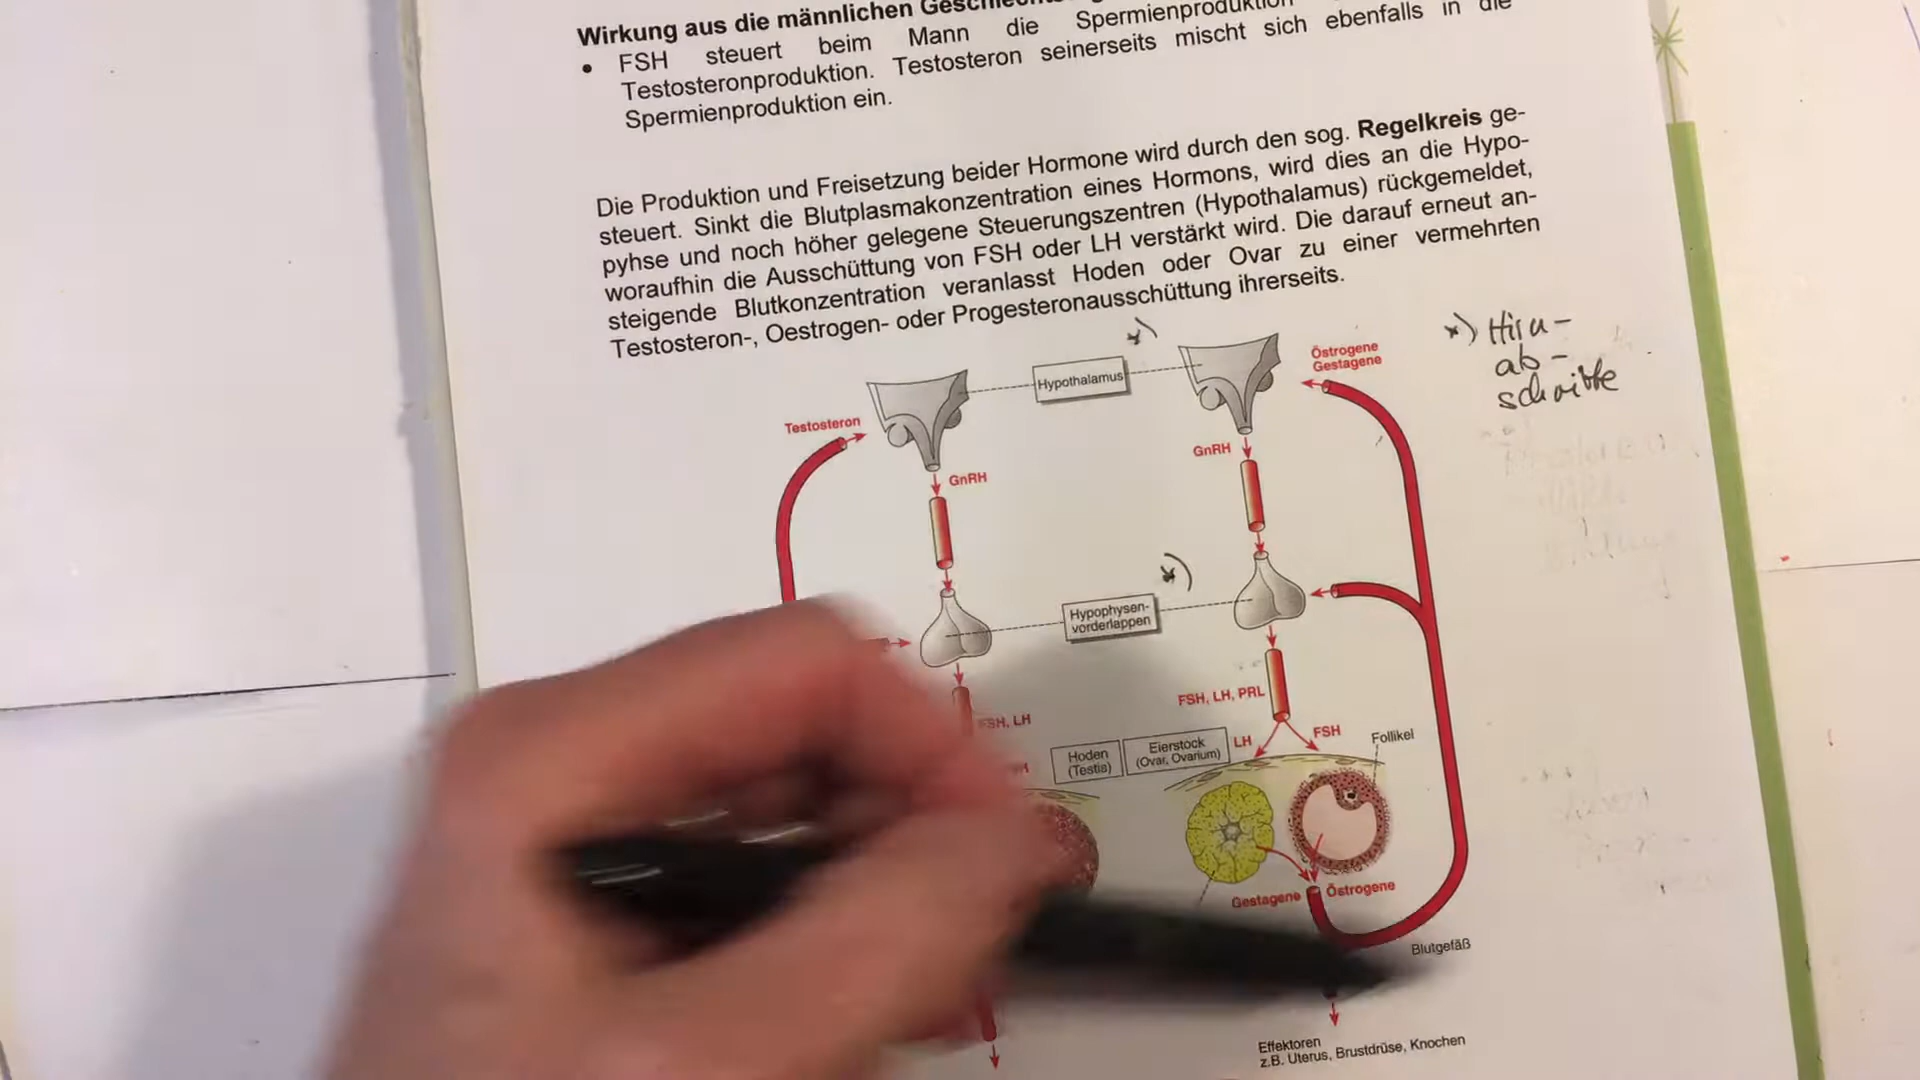 Wirkung aus die männlichen
FSH steuert beim Mann die Spermienproduktion
Testosteronproduktion. Testosteron seinerseits mischt sich ebenfalls in die
Spermienproduktion ein.
Die Produktion und Freisetzung beider Hormone wird durch den sog. Regelkreis ge-
steuert. Sinkt die Blutplasmakonzentration eines Hormons, wird dies an die Hypo-
pyhse und noch höher gelegene Steuerungszentren (Hypothalamus) rückgemeldet,
woraufhin die Ausschüttung von FSH oder LH verstärkt wird. Die darauf erneut an-
steigende Blutkonzentration veranlasst Hoden oder Ovar zu einer vermehrten
Testosteron-, Oestrogen- oder Progesteronausschüttung ihrerseits.
*)
*) Hirn-
ab-
schnitte
Östrogene
Gestagene
Hypothalamus
Testosteron
GnRH
GnRH
*)
Hypophysen-
vorderlappen
FSH, LH, PRL
FSH, LH
LH
FSH
Follikel
Hoden
(Testis)
Eierstock
(Ovar, Ovarium)
Gestagene
Östrogene
Blutgefäß
Effektoren
z.B. Uterus, Brustdrüse, Knochen